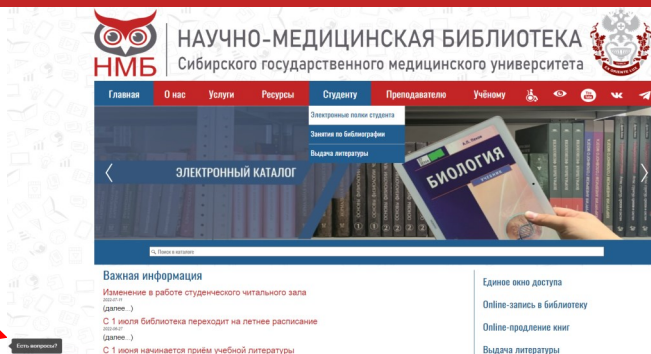 НАУЧНО-МЕДИЦИНСКАЯ БИБЛИОТЕКА
НМБ
Сибирского государственного медицинского университета
Главная О нас Услуги Ресурсы Студенту Преподавателю Учёному
Электронные полки студента
Занятия по библиографии
Выдача литературы
ЭЛЕКТРОННЫЙ КАТАЛОГ
БИОЛОГИЯ
Поиск в каталоге
Важная информация
Изменение в работе студенческого читального зала
(далее...)
С 1 июля библиотека переходит на летнее расписание
(далее...)
С 1 июня начинается приём учебной литературы
Единое окно доступа
Online-запись в библиотеку
Online-продление книг
Выдача литературы
Есть вопросы?